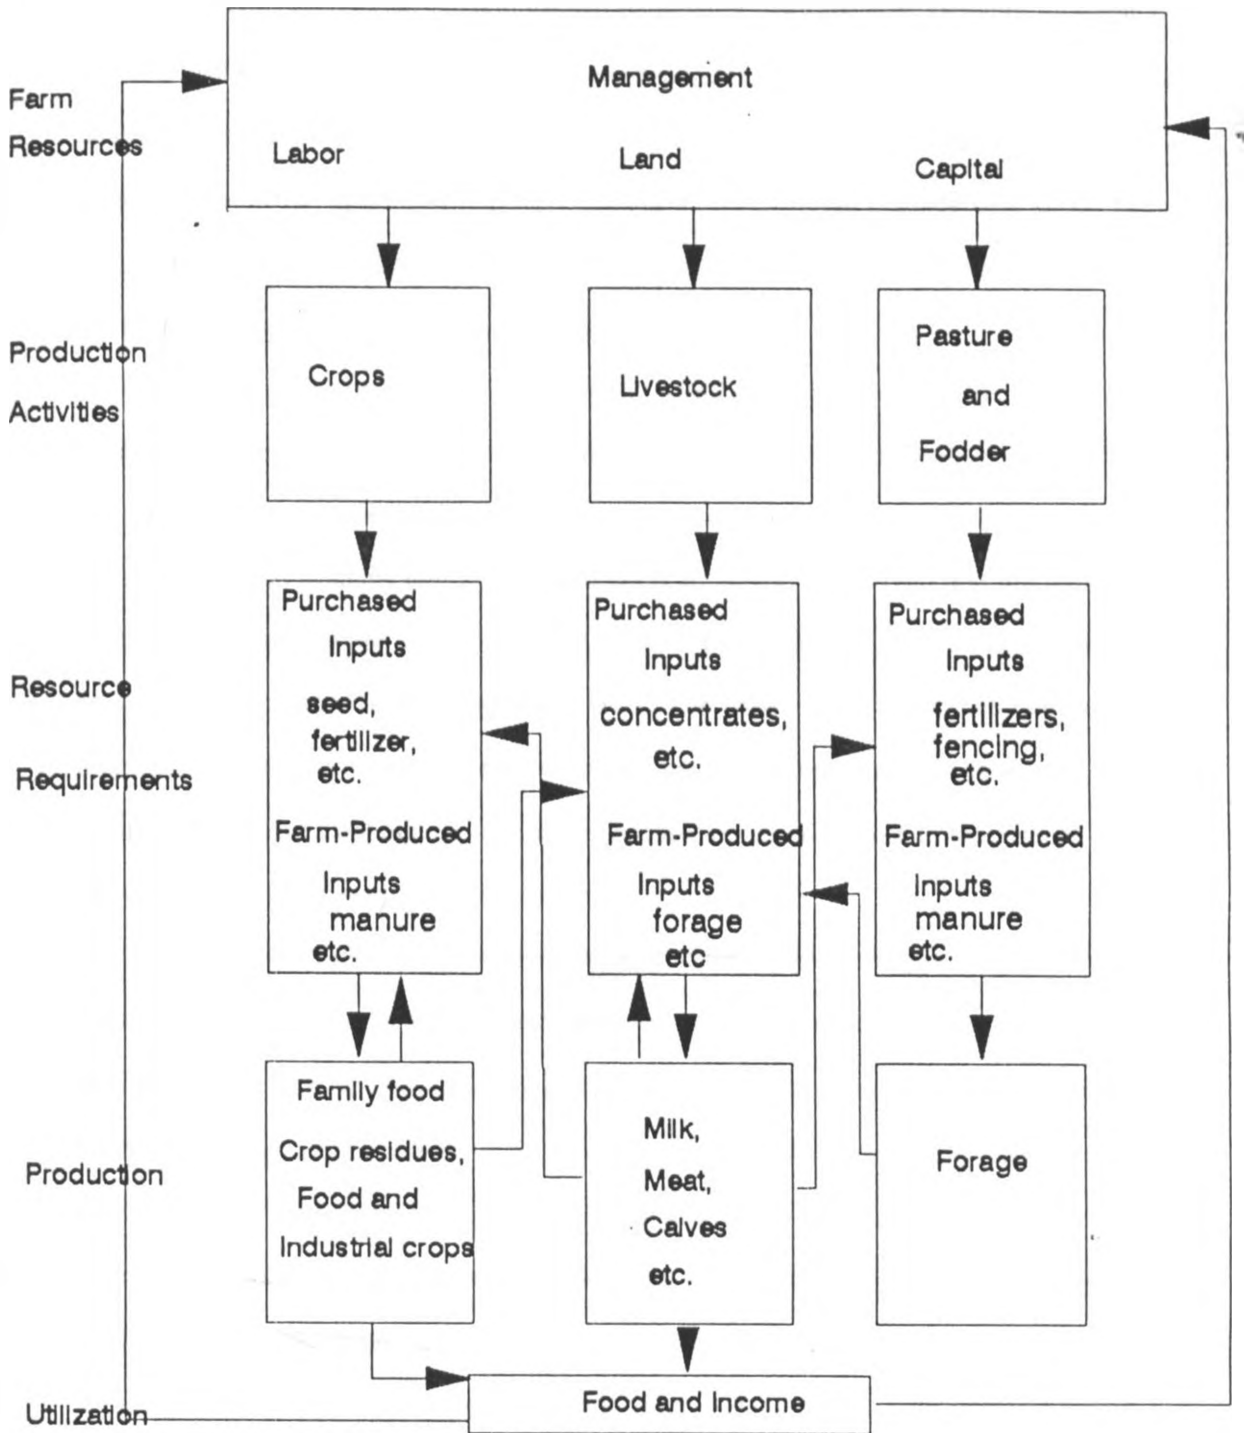 Farm
Resources
Management
Labor
Land
Capital
Production
Activities
Crops
Livestock
Pasture
and
Fodder
Resource
Requirements
Purchased
Inputs
seed,
fertilizer,
etc.
Farm-Produced
Inputs
manure
etc.
Purchased
Inputs
concentrates,
etc.
Farm-Produced
Inputs
forage
etc
Purchased
Inputs
fertilizers,
fencing,
etc.
Farm-Produced
Inputs
manure
etc.
Production
Family food
Crop residues,
Food and
Industrial crops
Milk,
Meat,
Calves
etc.
Forage
Utilization
Food and Income